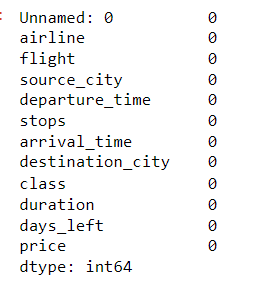 : Unnamed: 0 0
airline 0
flight 0
source_city 0
departure_time 0
stops 0
arrival_time 0
destination_city 0
class 0
duration 0
days_left 0
price 0
dtype: int64